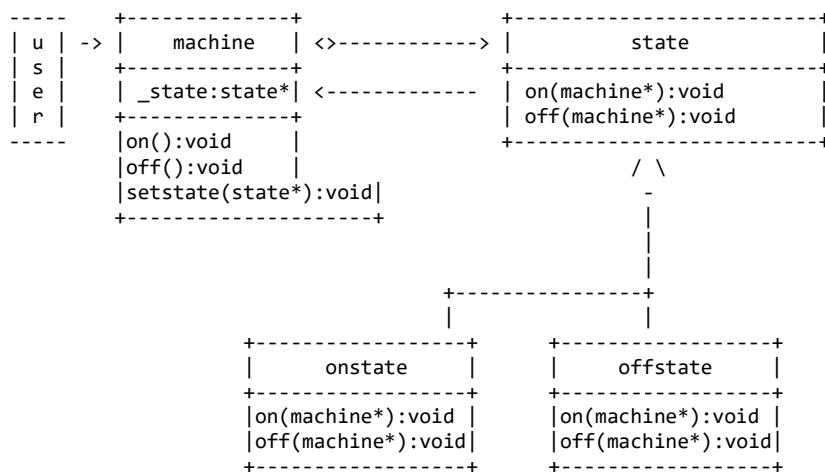 user
machine
_state:state*
on():void
off():void
setstate(state*):void
state
on(machine*):void
off(machine*):void
onstate
on(machine*):void
off(machine*):void
offstate
on(machine*):void
off(machine*):void